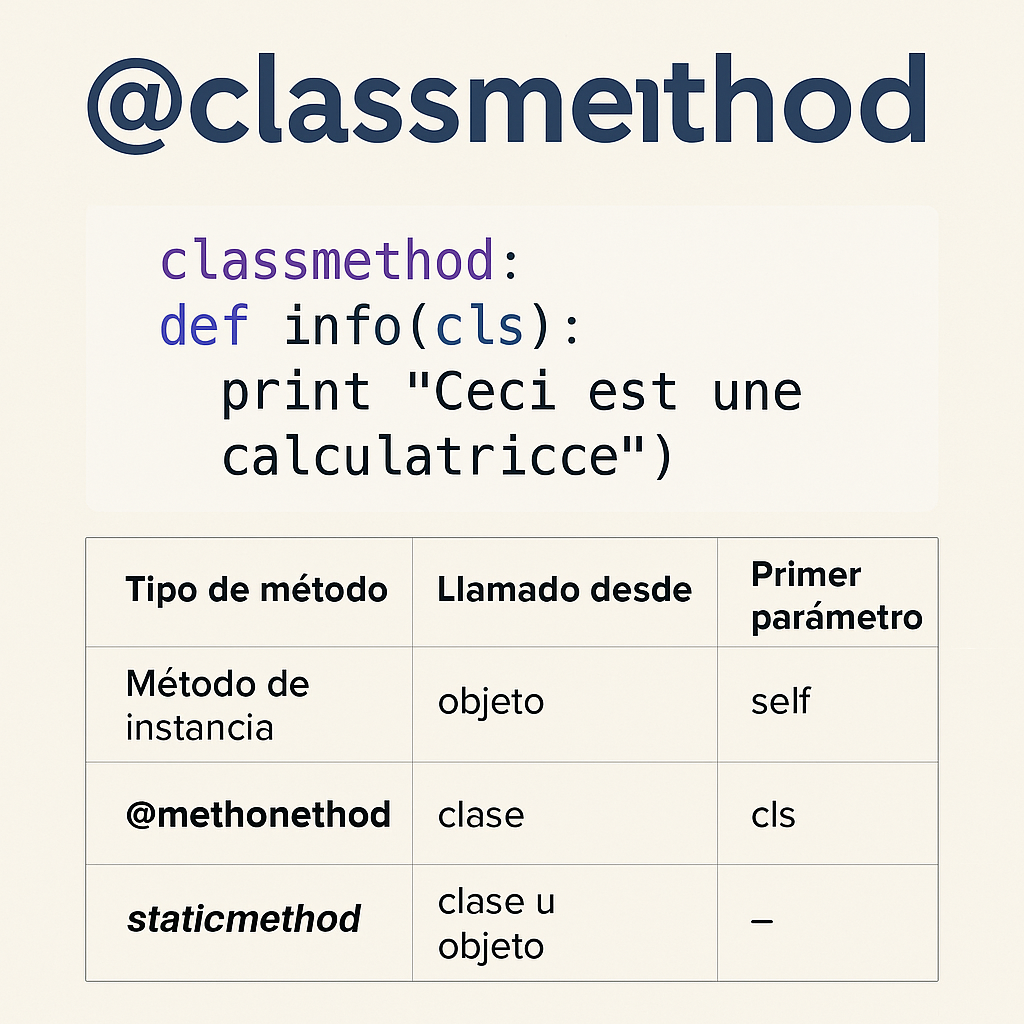 @classmeıthod
classmethod:
def info(cls):
print "Ceci est une
calculatricce")
Tipo de método
Llamado desde
Primer
parámetro
Método de
instancia
objeto
self
@methonethod
clase
cls
staticmethod
clase u
objeto
–